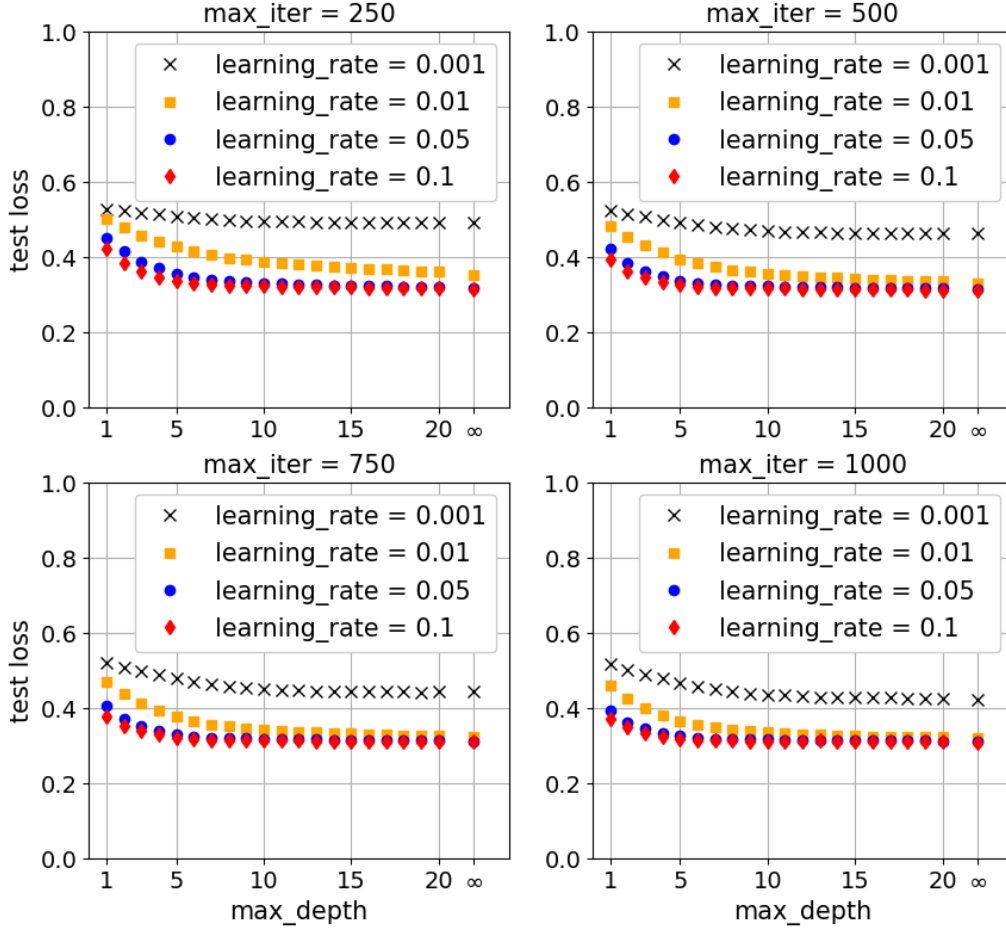 max_iter = 250
1.0
0.8
0.6
0.4
0.2
0.0
test loss
learning_rate = 0.001
learning_rate = 0.01
learning_rate = 0.05
learning_rate = 0.1
1 5 10 15 20 ∞
max_iter = 500
1.0
0.8
0.6
0.4
0.2
0.0
learning_rate = 0.001
learning_rate = 0.01
learning_rate = 0.05
learning_rate = 0.1
1 5 10 15 20 ∞
max_iter = 750
1.0
0.8
0.6
0.4
0.2
0.0
test loss
learning_rate = 0.001
learning_rate = 0.01
learning_rate = 0.05
learning_rate = 0.1
1 5 10 15 20 ∞
max_depth
max_iter = 1000
1.0
0.8
0.6
0.4
0.2
0.0
learning_rate = 0.001
learning_rate = 0.01
learning_rate = 0.05
learning_rate = 0.1
1 5 10 15 20 ∞
max_depth